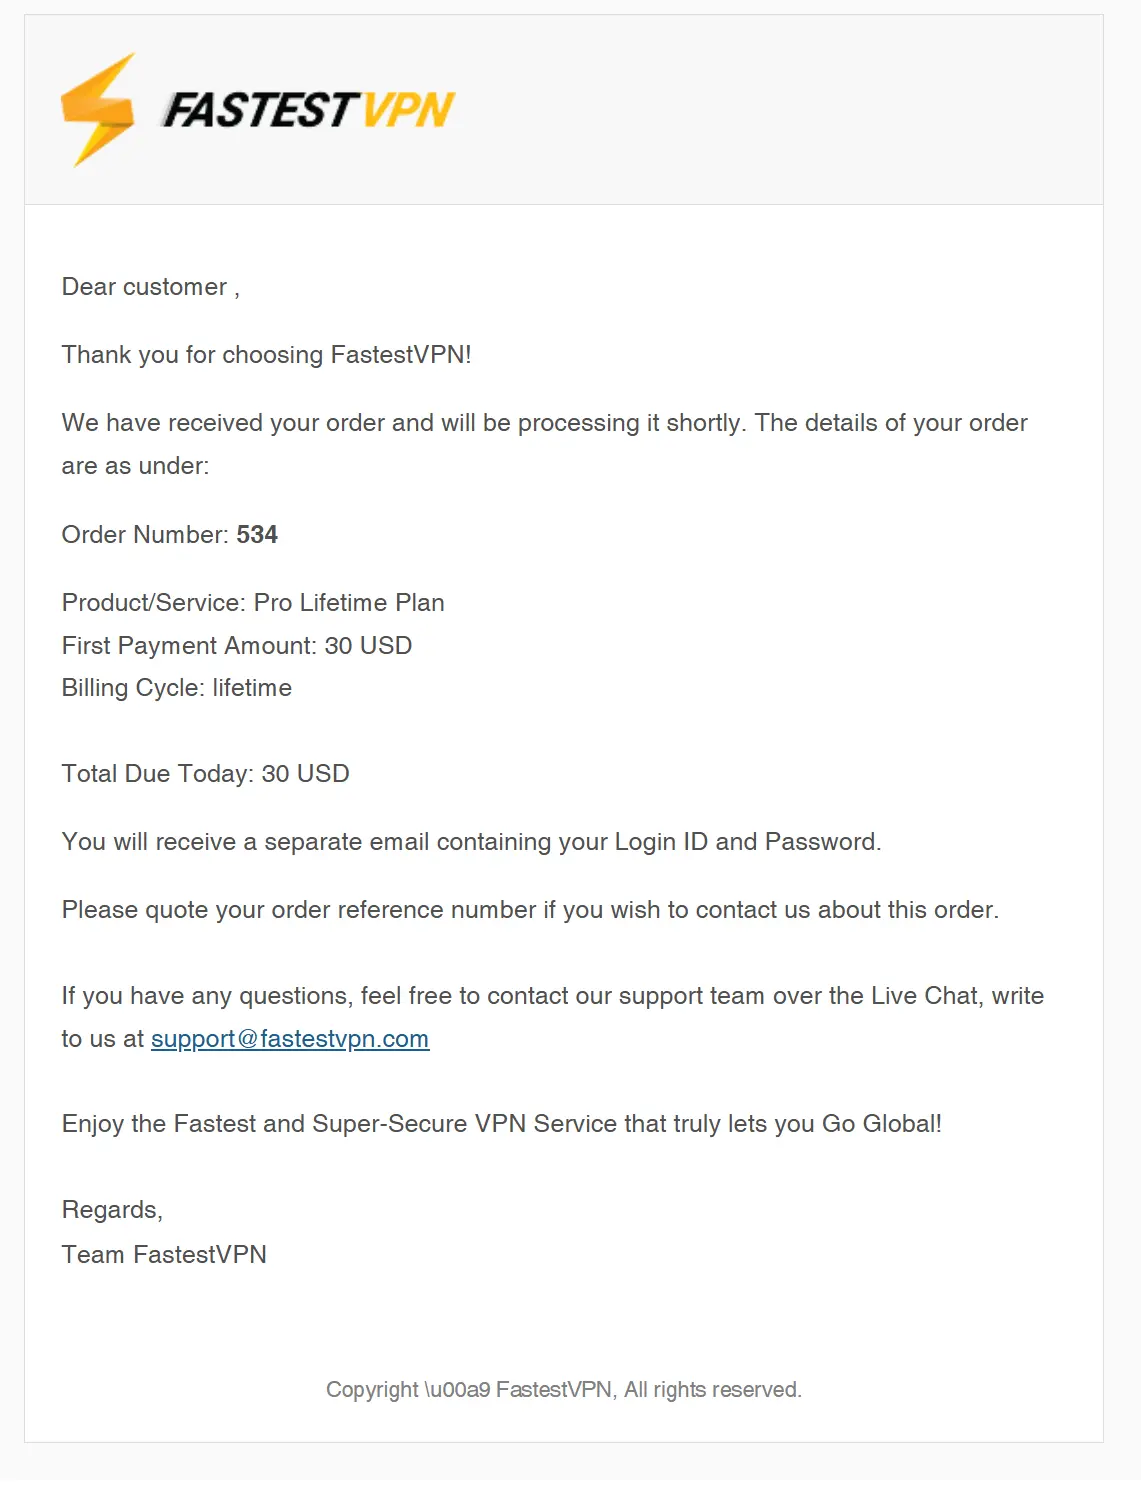 FASTESTVPN
Dear customer ,
Thank you for choosing FastestVPN!
We have received your order and will be processing it shortly. The details of your order
are as under:
Order Number: 534
Product/Service: Pro Lifetime Plan
First Payment Amount: 30 USD
Billing Cycle: lifetime
Total Due Today: 30 USD
You will receive a separate email containing your Login ID and Password.
Please quote your order reference number if you wish to contact us about this order.
If you have any questions, feel free to contact our support team over the Live Chat, write
to us at support@fastestvpn.com
Enjoy the Fastest and Super-Secure VPN Service that truly lets you Go Global!
Regards,
Team FastestVPN
Copyright \u00a9 FastestVPN, All rights reserved.